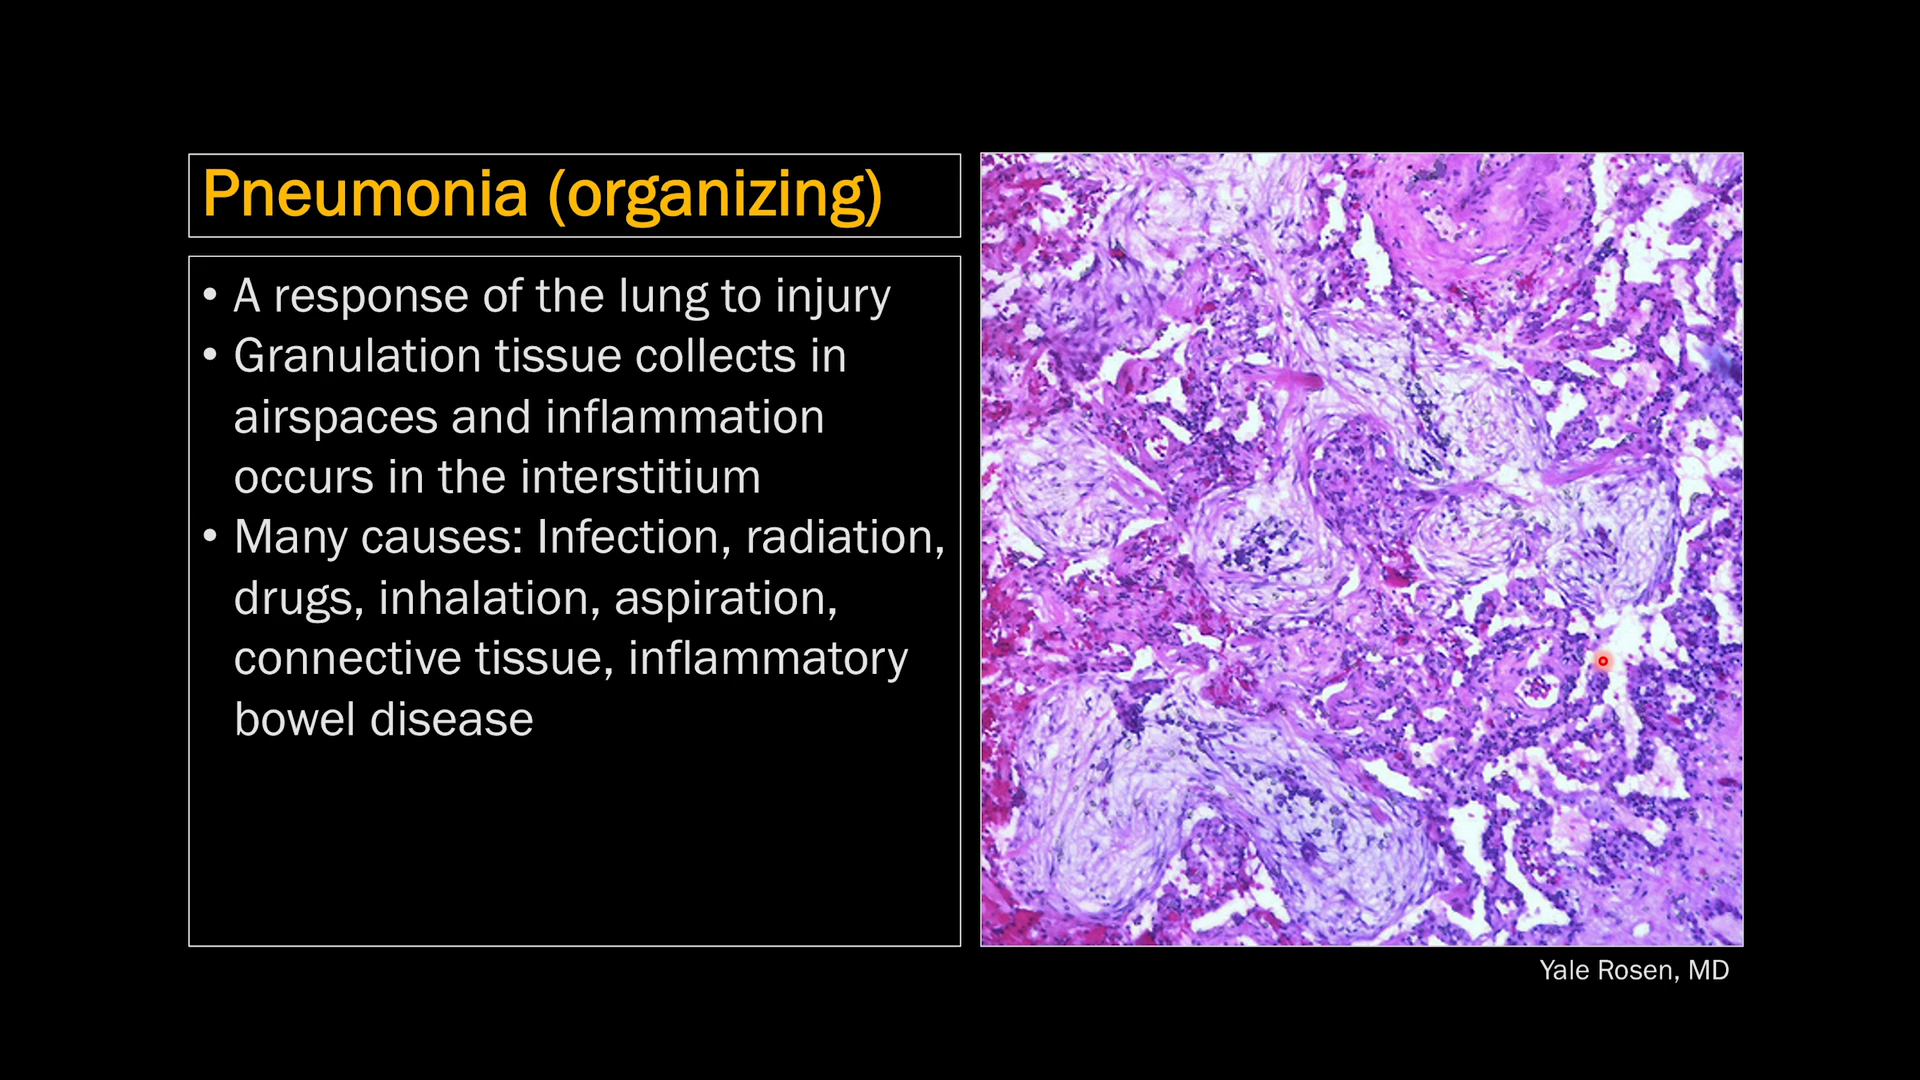 Pneumonia (organizing)
• A response of the lung to injury
• Granulation tissue collects in
airspaces and inflammation
occurs in the interstitium
• Many causes: Infection, radiation,
drugs, inhalation, aspiration,
connective tissue, inflammatory
bowel disease
Yale Rosen, MD